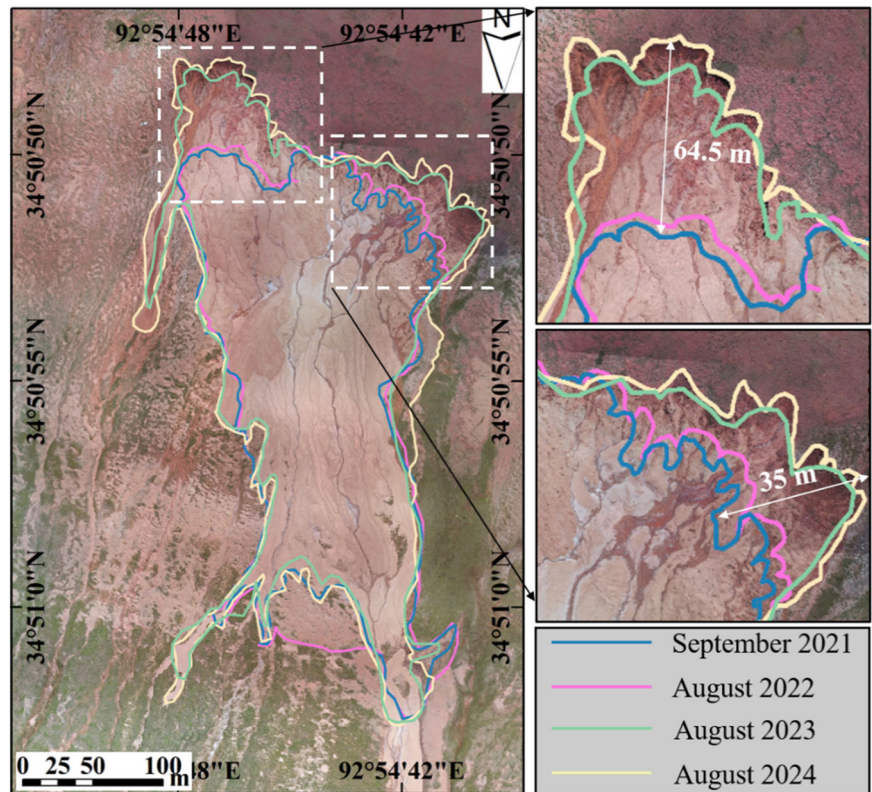 92°54'48"E
92°54'42"E
N
34°50'50"N
34°50'50"N
34°50'55"N
34°50'55"N
34°51'0"N
34°51'0"N
0 25 50 100 m
48"E
92°54'42"E
64.5 m
35 m
September 2021
August 2022
August 2023
August 2024